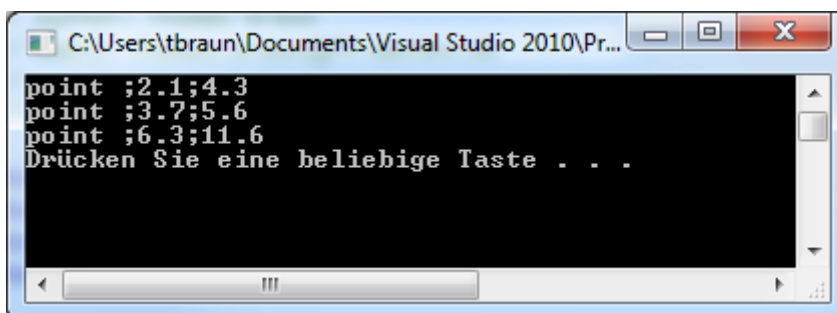 C:\Users\tbraun\Documents\Visual Studio 2010\Pr...
point ;2.1;4.3
point ;3.7;5.6
point ;6.3;11.6
Drücken Sie eine beliebige Taste . . .